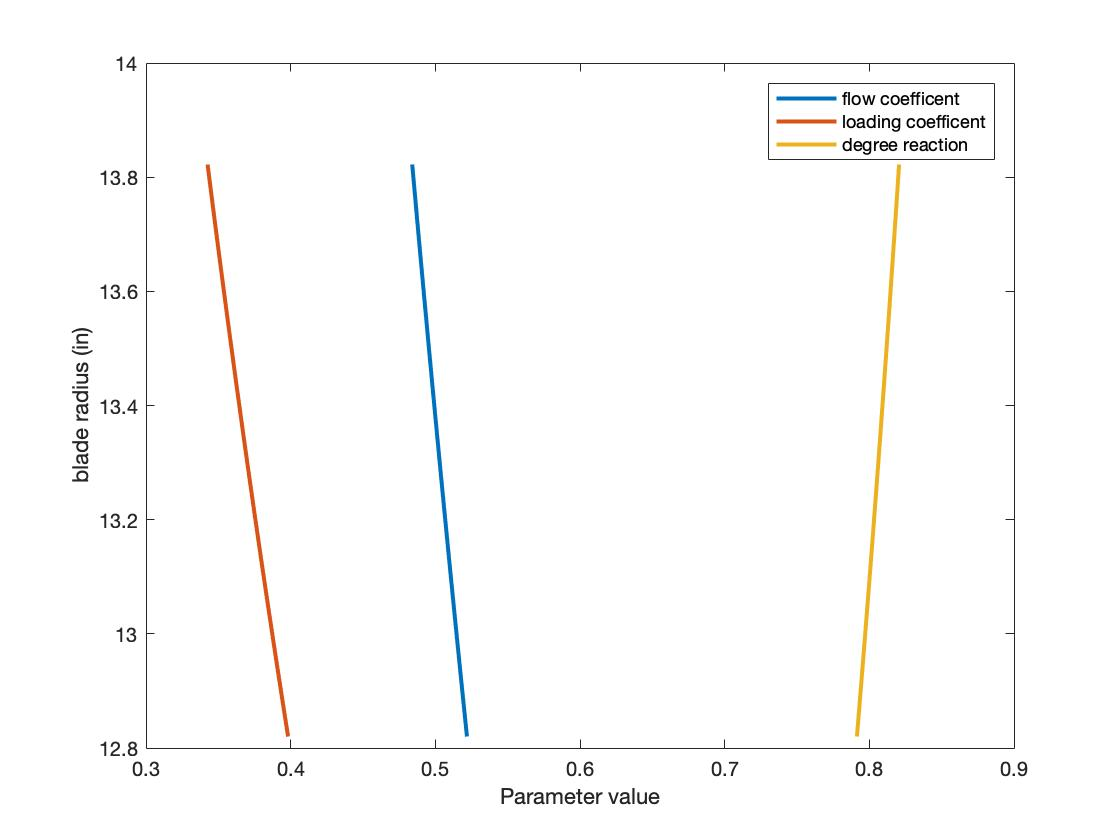 14
13.8
13.6
13.4
13.2
13
12.8
blade radius (in)
flow coefficent
loading coefficent
degree reaction
0.3 0.4 0.5 0.6 0.7 0.8 0.9
Parameter value